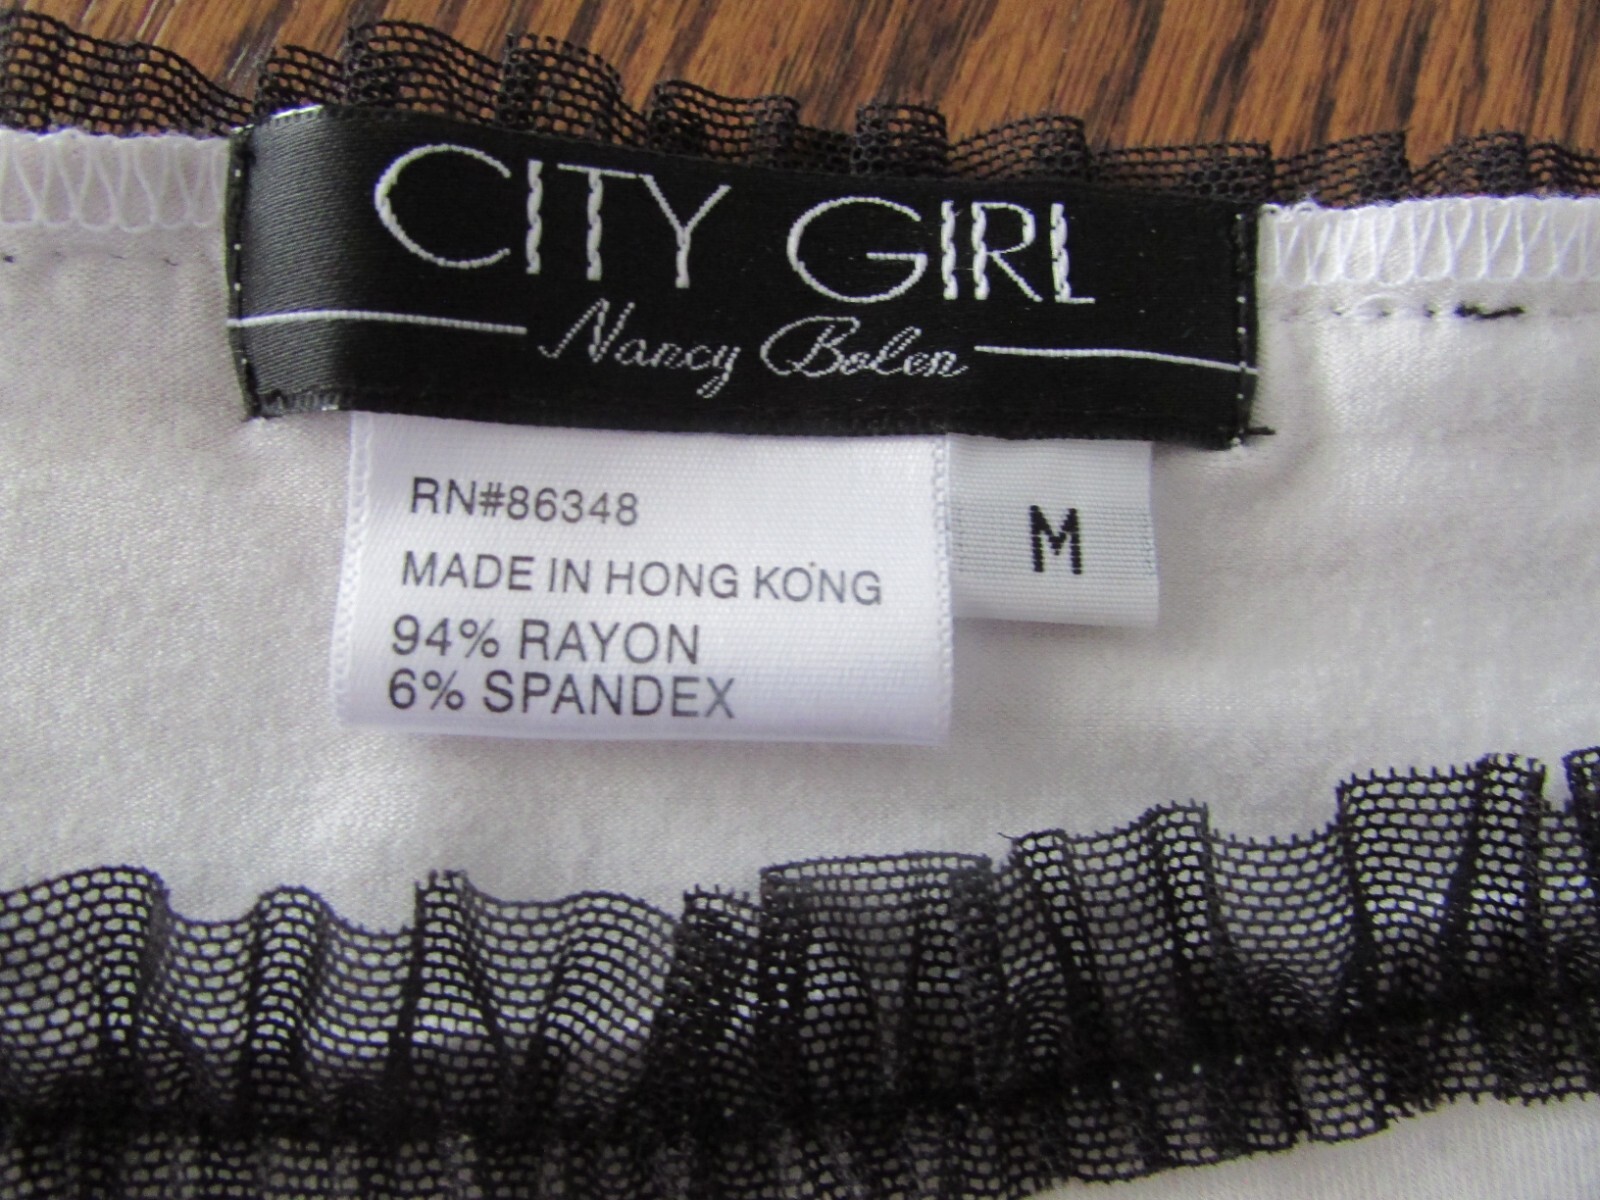 CITY GIRL
Nancy Bolen
RN#86348
MADE IN HONG KONG
94% RAYON
6% SPANDEX
M